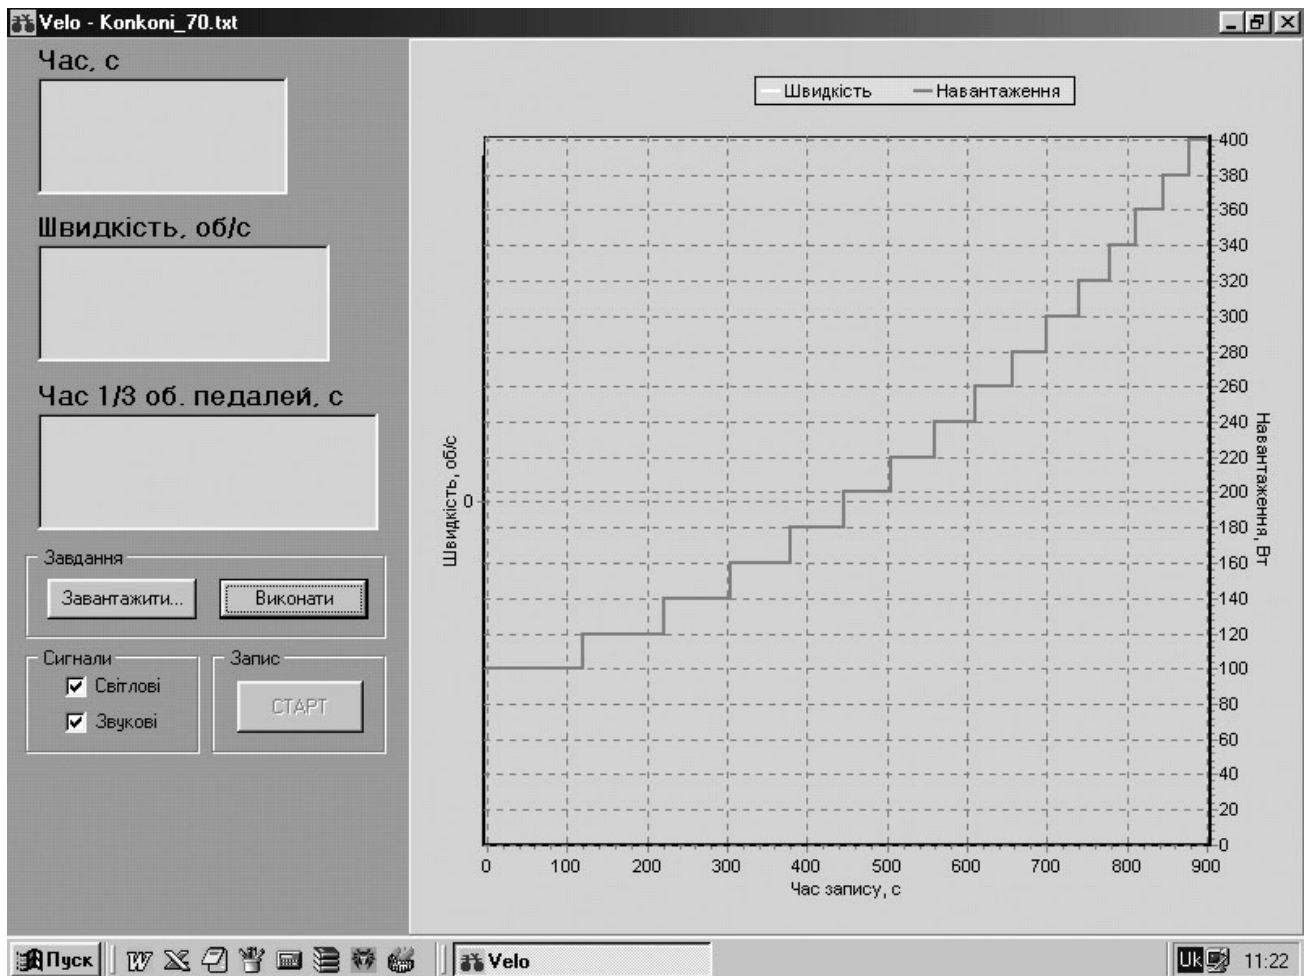 Velo - Konkoni_70.txt
Час, с
Швидкість, об/с
Час 1/3 об. педалей, с
Завдання
Завантажити...
Виконати
Сигнали
Світлові
Звукові
Запис
СТАРТ
Швидкість
Навантаження
Швидкість, об/с
0
400
380
360
340
320
300
280
260
240
220
200
180
160
140
120
100
80
60
40
20
0
Навантаження, Вт
0 100 200 300 400 500 600 700 800 900
Час запису, с
Пуск
Velo
Uk
11:22